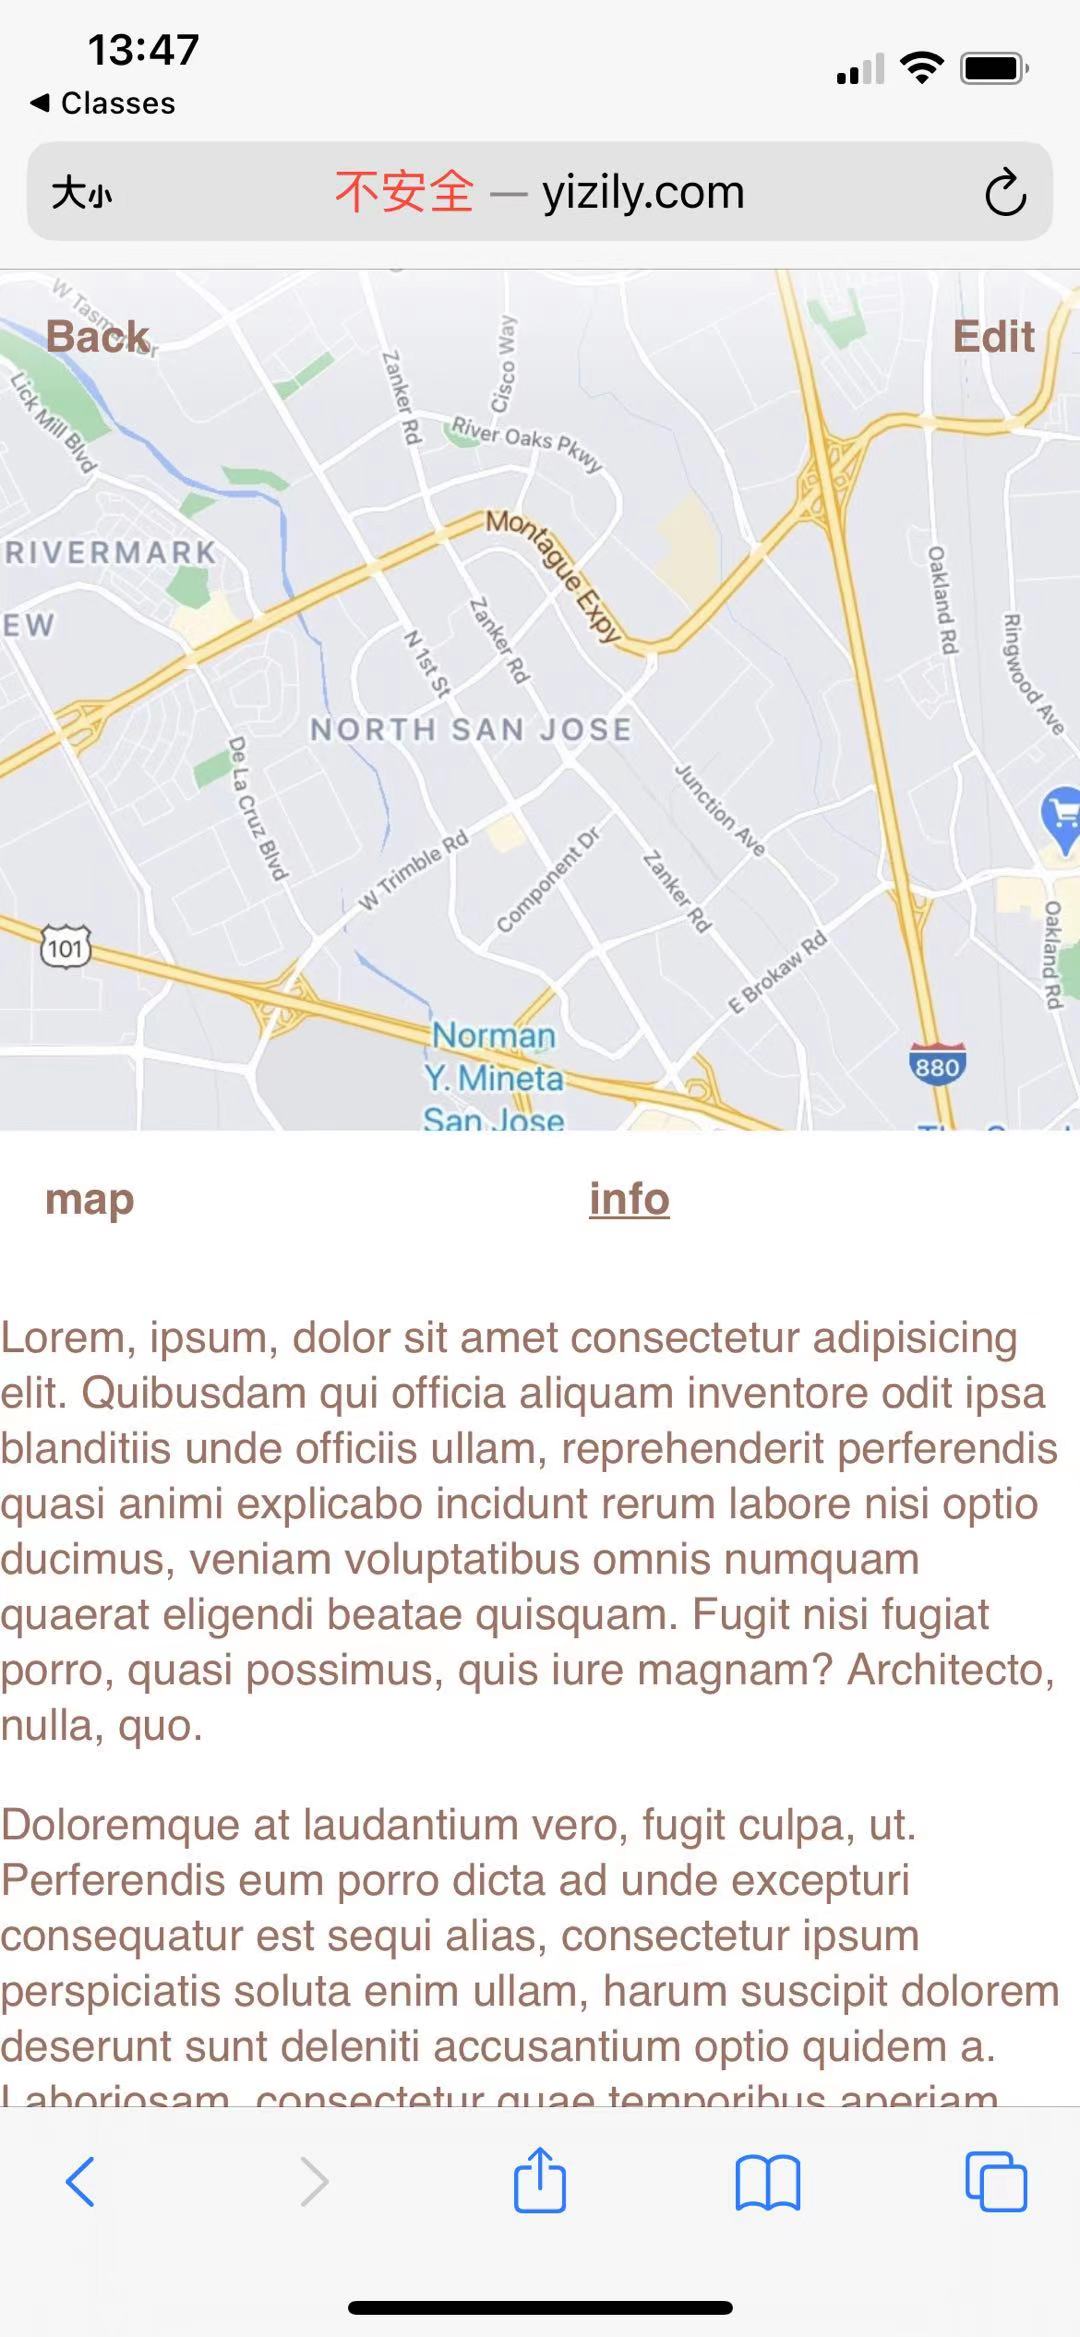 13:47
Classes
大小
不安全 — yizily.com
W Tasman Dr
Back
Edit
Lick Mill Blvd
Zanker Rd
Cisco Way
River Oaks Pkwy
RIVERMARK
Montague Expy
EW
Oakland Rd
Ringwood Ave
N 1st St
Zanker Rd
NORTH SAN JOSE
De La Cruz Blvd
Junction Ave
W Trimble Rd
Component Dr
Zanker Rd
101
E Brokaw Rd
Oakland Rd
Norman
Y. Mineta
San Jose
880
map
info
Lorem, ipsum, dolor sit amet consectetur adipisicing
elit. Quibusdam qui officia aliquam inventore odit ipsa
blanditiis unde officiis ullam, reprehenderit perferendis
quasi animi explicabo incidunt rerum labore nisi optio
ducimus, veniam voluptatibus omnis numquam
quaerat eligendi beatae quisquam. Fugit nisi fugiat
porro, quasi possimus, quis iure magnam? Architecto,
nulla, quo.
Doloremque at laudantium vero, fugit culpa, ut.
Perferendis eum porro dicta ad unde excepturi
consequatur est sequi alias, consectetur ipsum
perspiciatis soluta enim ullam, harum suscipit dolorem
deserunt sunt deleniti accusantium optio quidem a.
Laboriosam, consectetur quae temporibus aperiam